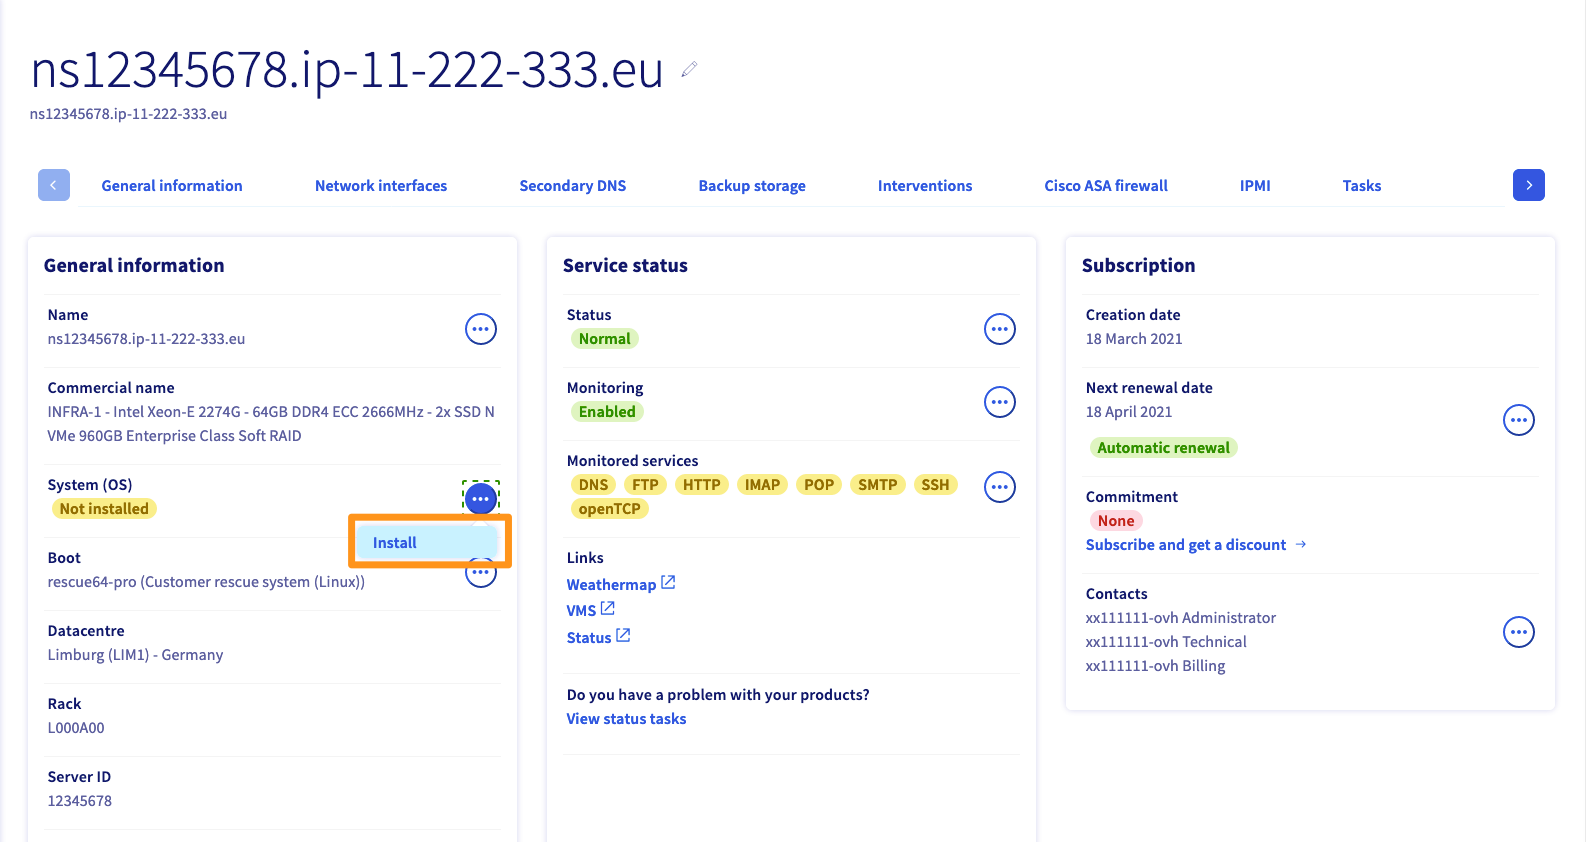 ns12345678.ip-11-222-333.eu
ns12345678.ip-11-222-333.eu
General information Network interfaces Secondary DNS Backup storage Interventions Cisco ASA firewall IPMI Tasks
General information
Name
ns12345678.ip-11-222-333.eu
Commercial name
INFRA-1 - Intel Xeon-E 2274G - 64GB DDR4 ECC 2666MHz - 2x SSD N
VMe 960GB Enterprise Class Soft RAID
System (OS)
Not installed
Install
Boot
rescue64-pro (Customer rescue system (Linux))
Datacentre
Limburg (LIM1) - Germany
Rack
L000A00
Server ID
12345678
Service status
Status
Normal
Monitoring
Enabled
Monitored services
DNS FTP HTTP IMAP POP SMTP SSH
openTCP
Links
Weathermap
VMS
Status
Do you have a problem with your products?
View status tasks
Subscription
Creation date
18 March 2021
Next renewal date
18 April 2021
Automatic renewal
Commitment
None
Subscribe and get a discount →
Contacts
xx111111-ovh Administrator
xx111111-ovh Technical
xx111111-ovh Billing